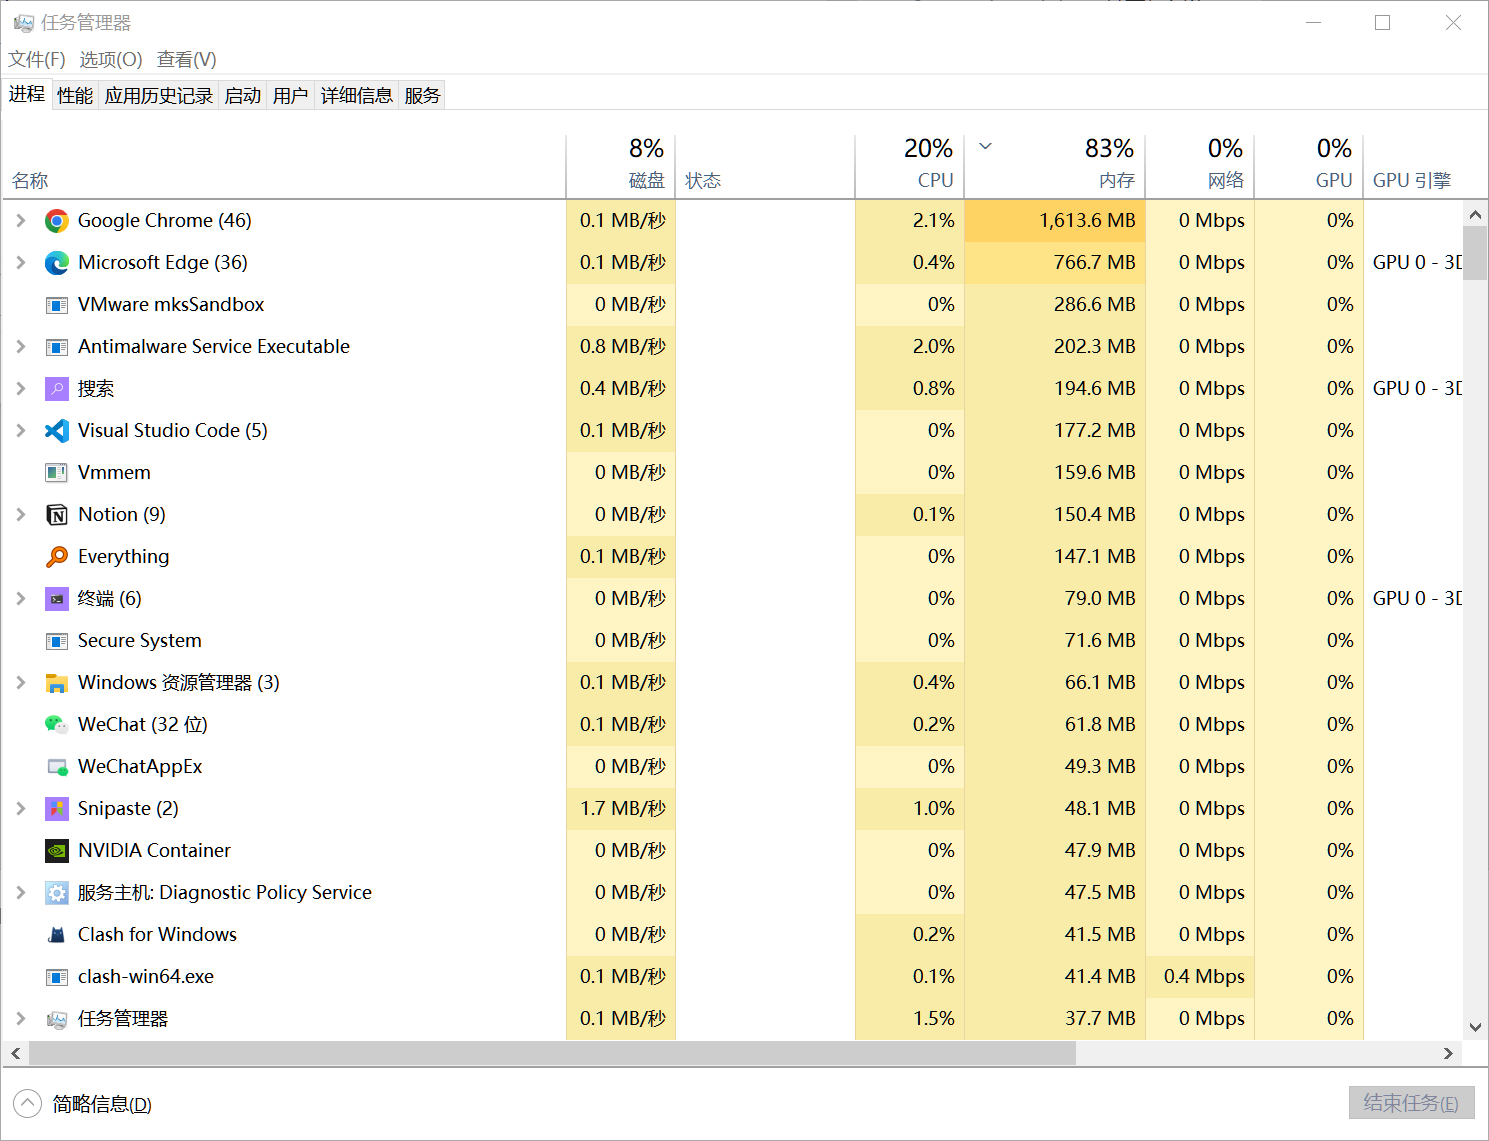 任务管理器
文件(F) 选项(O) 查看(V)
进程 性能 应用历史记录 启动 用户 详细信息 服务
8% 20% 83% 0% 0%
名称 磁盘 状态 CPU 内存 网络 GPU GPU 引擎
Google Chrome (46) 0.1 MB/秒 2.1% 1,613.6 MB 0 Mbps 0%
Microsoft Edge (36) 0.1 MB/秒 0.4% 766.7 MB 0 Mbps 0% GPU 0 - 3D
VMware mksSandbox 0 MB/秒 0% 286.6 MB 0 Mbps 0%
Antimalware Service Executable 0.8 MB/秒 2.0% 202.3 MB 0 Mbps 0%
搜索 0.4 MB/秒 0.8% 194.6 MB 0 Mbps 0% GPU 0 - 3D
Visual Studio Code (5) 0.1 MB/秒 0% 177.2 MB 0 Mbps 0%
Vmmem 0 MB/秒 0% 159.6 MB 0 Mbps 0%
Notion (9) 0 MB/秒 0.1% 150.4 MB 0 Mbps 0%
Everything 0.1 MB/秒 0% 147.1 MB 0 Mbps 0%
终端 (6) 0 MB/秒 0% 79.0 MB 0 Mbps 0% GPU 0 - 3D
Secure System 0 MB/秒 0% 71.6 MB 0 Mbps 0%
Windows 资源管理器 (3) 0.1 MB/秒 0.4% 66.1 MB 0 Mbps 0%
WeChat (32 位) 0.1 MB/秒 0.2% 61.8 MB 0 Mbps 0%
WeChatAppEx 0 MB/秒 0% 49.3 MB 0 Mbps 0%
Snipaste (2) 1.7 MB/秒 1.0% 48.1 MB 0 Mbps 0%
NVIDIA Container 0 MB/秒 0% 47.9 MB 0 Mbps 0%
服务主机: Diagnostic Policy Service 0 MB/秒 0% 47.5 MB 0 Mbps 0%
Clash for Windows 0 MB/秒 0.2% 41.5 MB 0 Mbps 0%
clash-win64.exe 0.1 MB/秒 0.1% 41.4 MB 0.4 Mbps 0%
任务管理器 0.1 MB/秒 1.5% 37.7 MB 0 Mbps 0%
简略信息(D) 结束任务(E)